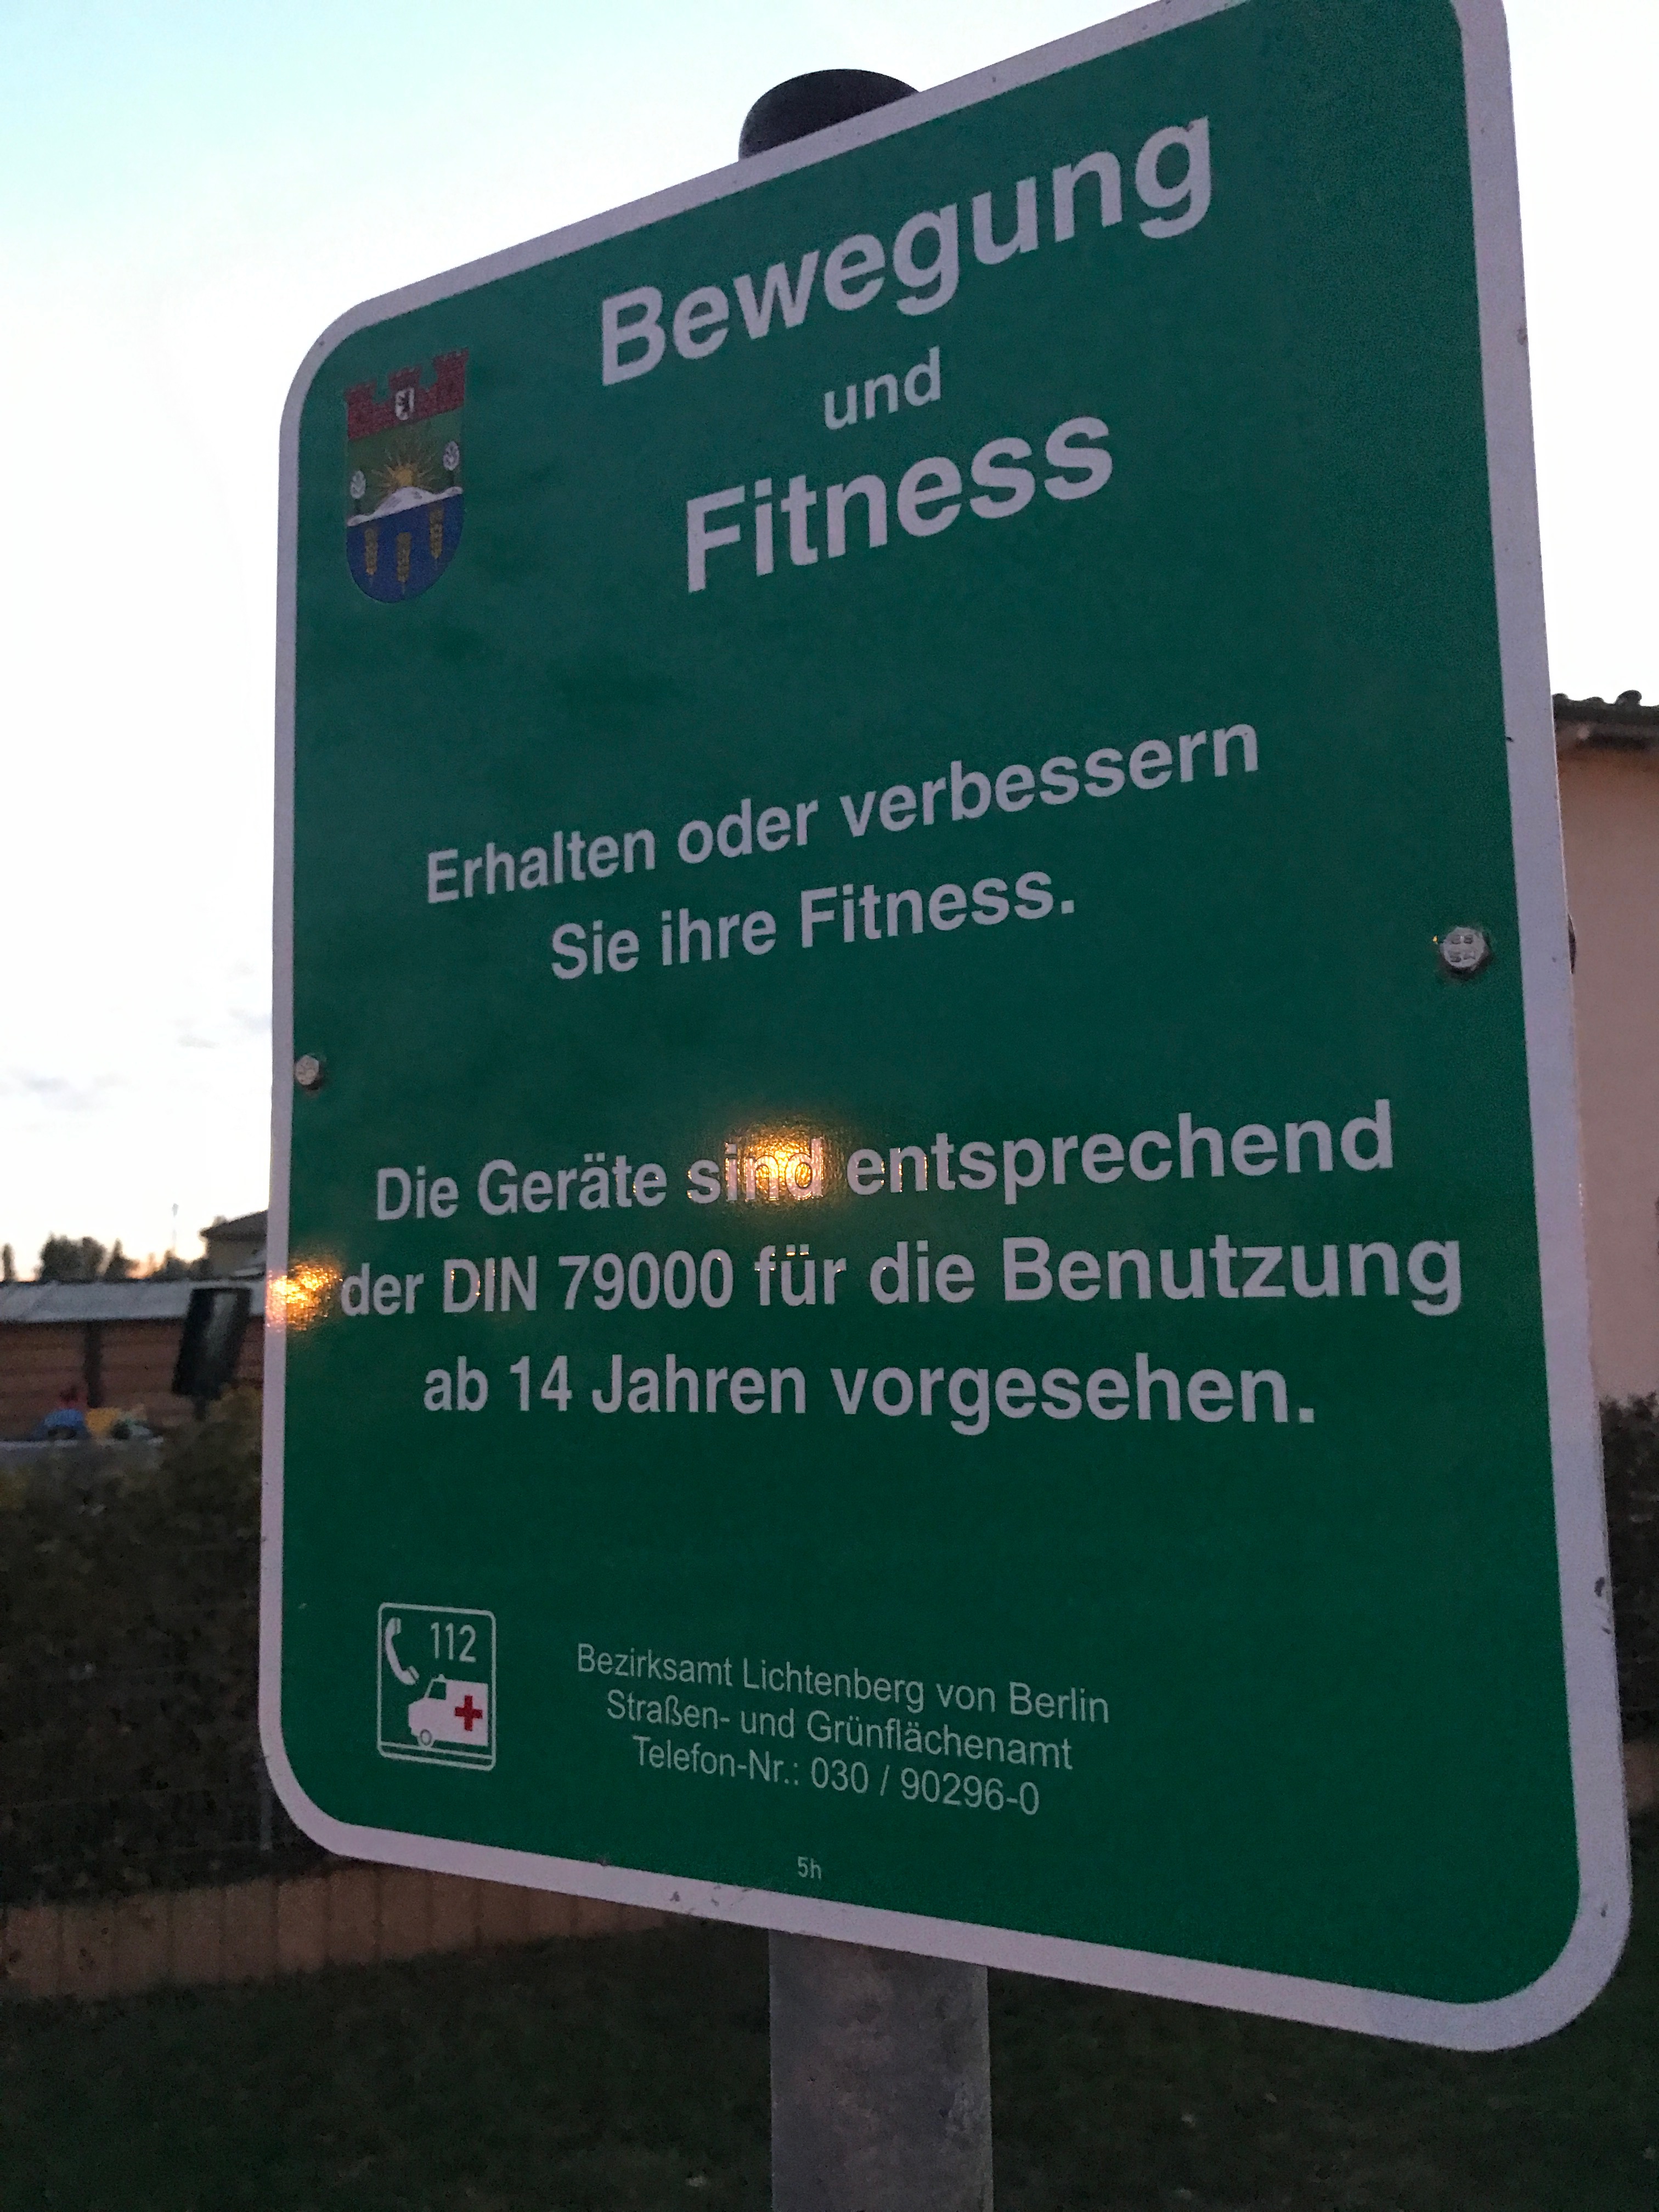 Bewegung
und
Fitness
Erhalten oder verbessern
Sie ihre Fitness.
Die Geräte sind entsprechend
der DIN 79000 für die Benutzung
ab 14 Jahren vorgesehen.
112
Bezirksamt Lichtenberg von Berlin
Straßen- und Grünflächenamt
Telefon-Nr.: 030 / 90296-0
5h